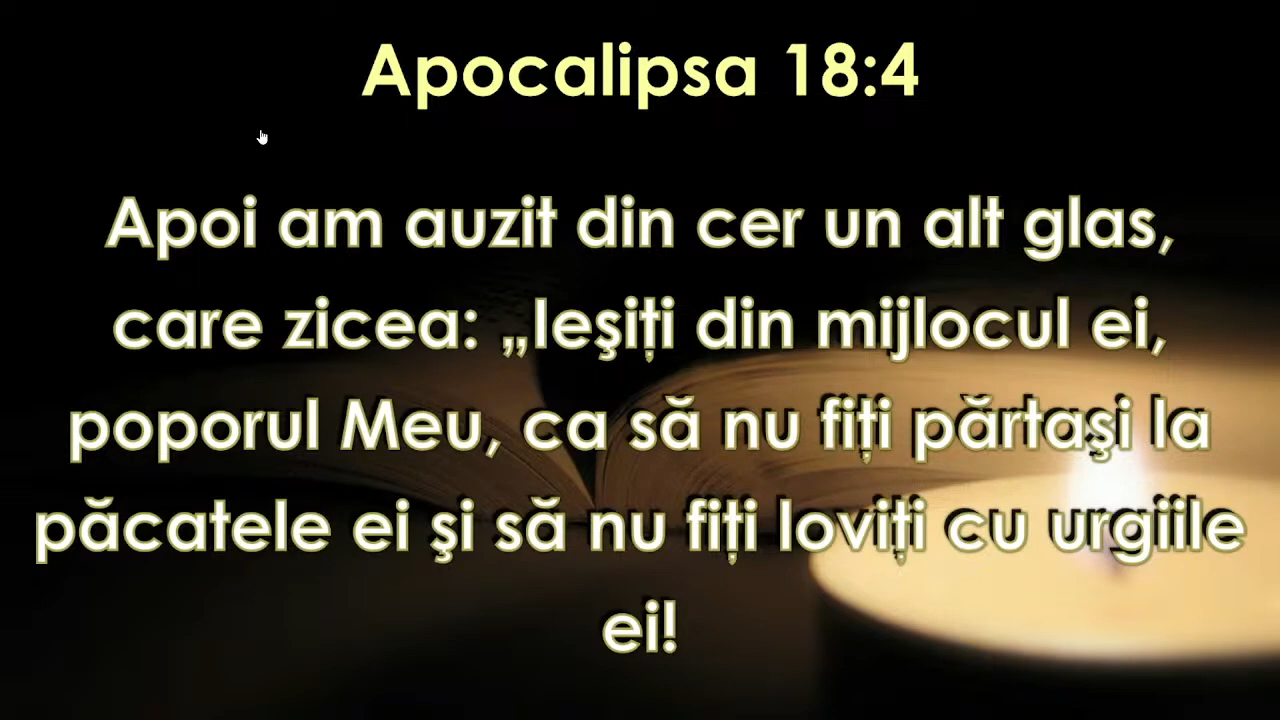 Apocalipsa 18:4
Apoi am auzit din cer un alt glas,
care zicea: „Ieşiţi din mijlocul ei,
poporul Meu, ca să nu fiţi părtaşi la
păcatele ei şi să nu fiţi loviţi cu urgiile
ei!